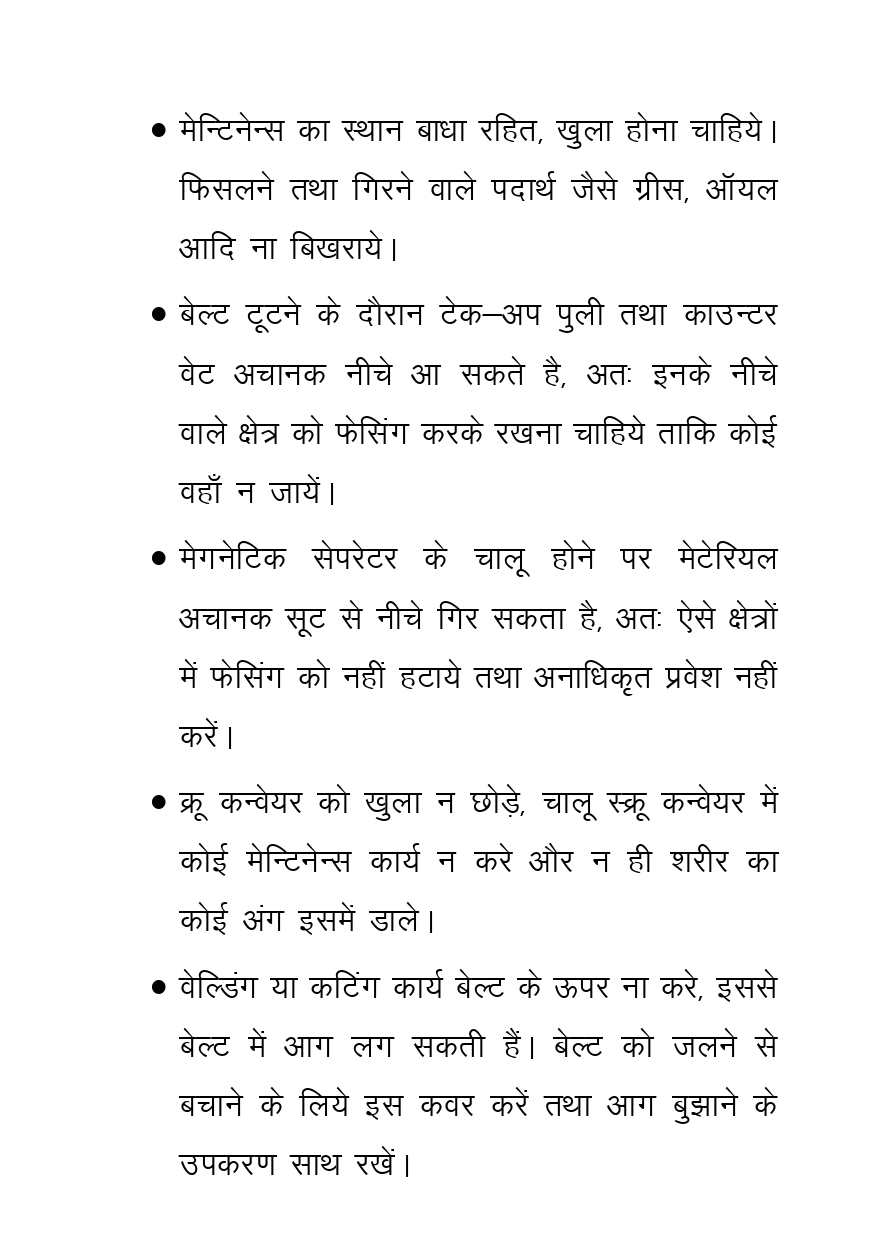 • मेन्टिनेन्स का स्थान बाधा रहित, खुला होना चाहिये।
फिसलने तथा गिरने वाले पदार्थ जैसे ग्रीस, ऑयल
आदि ना बिखराये।
• बेल्ट टूटने के दौरान टेक–अप पुली तथा काउन्टर
वेट अचानक नीचे आ सकते है, अतः इनके नीचे
वाले क्षेत्र को फेसिंग करके रखना चाहिये ताकि कोई
वहाँ न जायें।
• मेगनेटिक सेपरेटर के चालू होने पर मेटेरियल
अचानक सूट से नीचे गिर सकता है, अतः ऐसे क्षेत्रों
में फेसिंग को नहीं हटाये तथा अनाधिकृत प्रवेश नहीं
करें।
• क्रू कन्वेयर को खुला न छोड़े, चालू स्क्रू कन्वेयर में
कोई मेन्टिनेन्स कार्य न करे और न ही शरीर का
कोई अंग इसमें डाले।
• वेल्डिंग या कटिंग कार्य बेल्ट के ऊपर ना करे, इससे
बेल्ट में आग लग सकती हैं। बेल्ट को जलने से
बचाने के लिये इस कवर करें तथा आग बुझाने के
उपकरण साथ रखें।